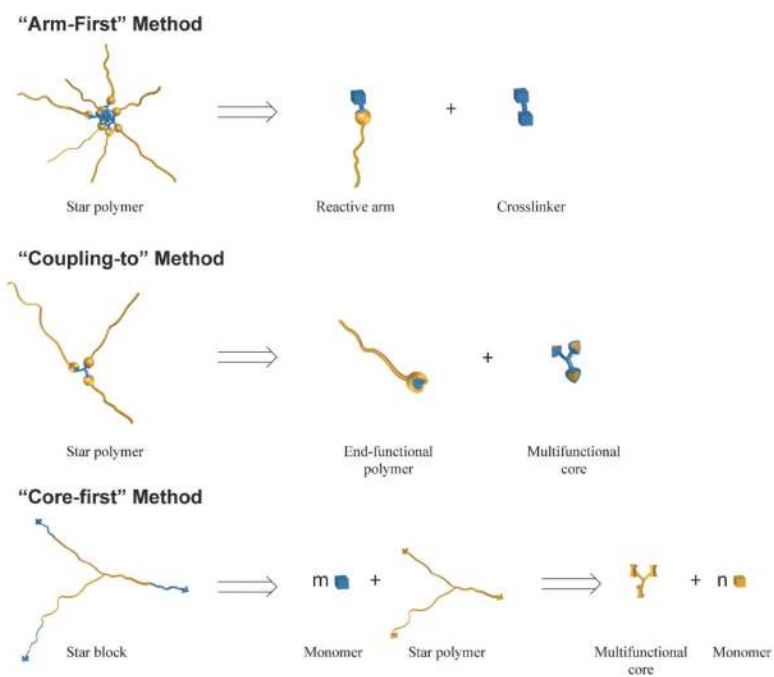 “Arm-First” Method
+
Star polymer
Reactive arm
Crosslinker
“Coupling-to” Method
+
Star polymer
End-functional
polymer
Multifunctional
core
“Core-first” Method
m + + n
Star block
Monomer
Star polymer
Multifunctional
core
Monomer